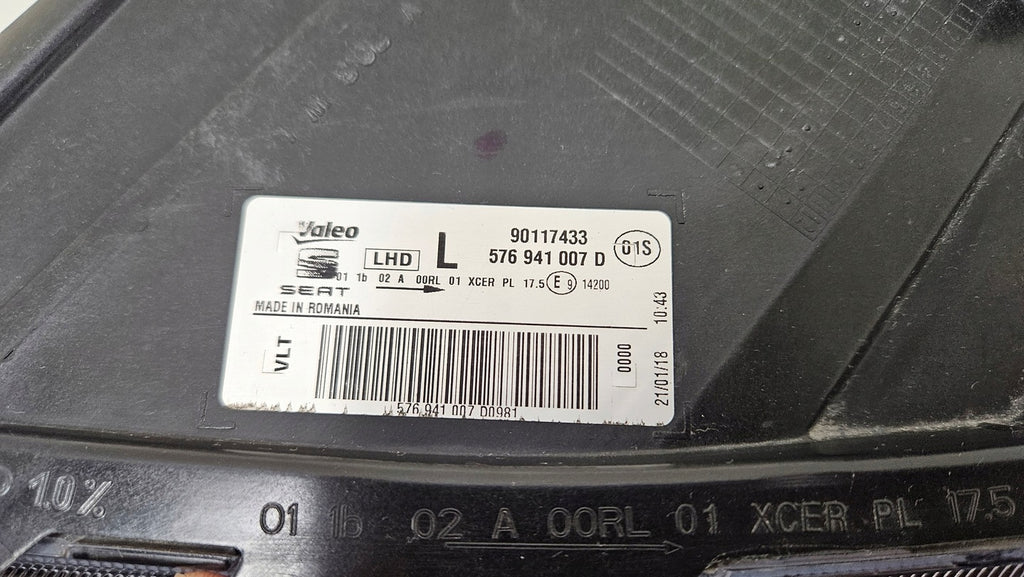 Valeo
SEAT
LHD
L
90117433
576 941 007 D
01S
01 1b 02 A 00RL 01 XCER PL 17.5 E 9 14200
MADE IN ROMANIA
VLT
0000
21/01/18 10:43
576 941 007 D0981
1.0%
01 1b 02 A 00RL 01 XCER PL 17.5